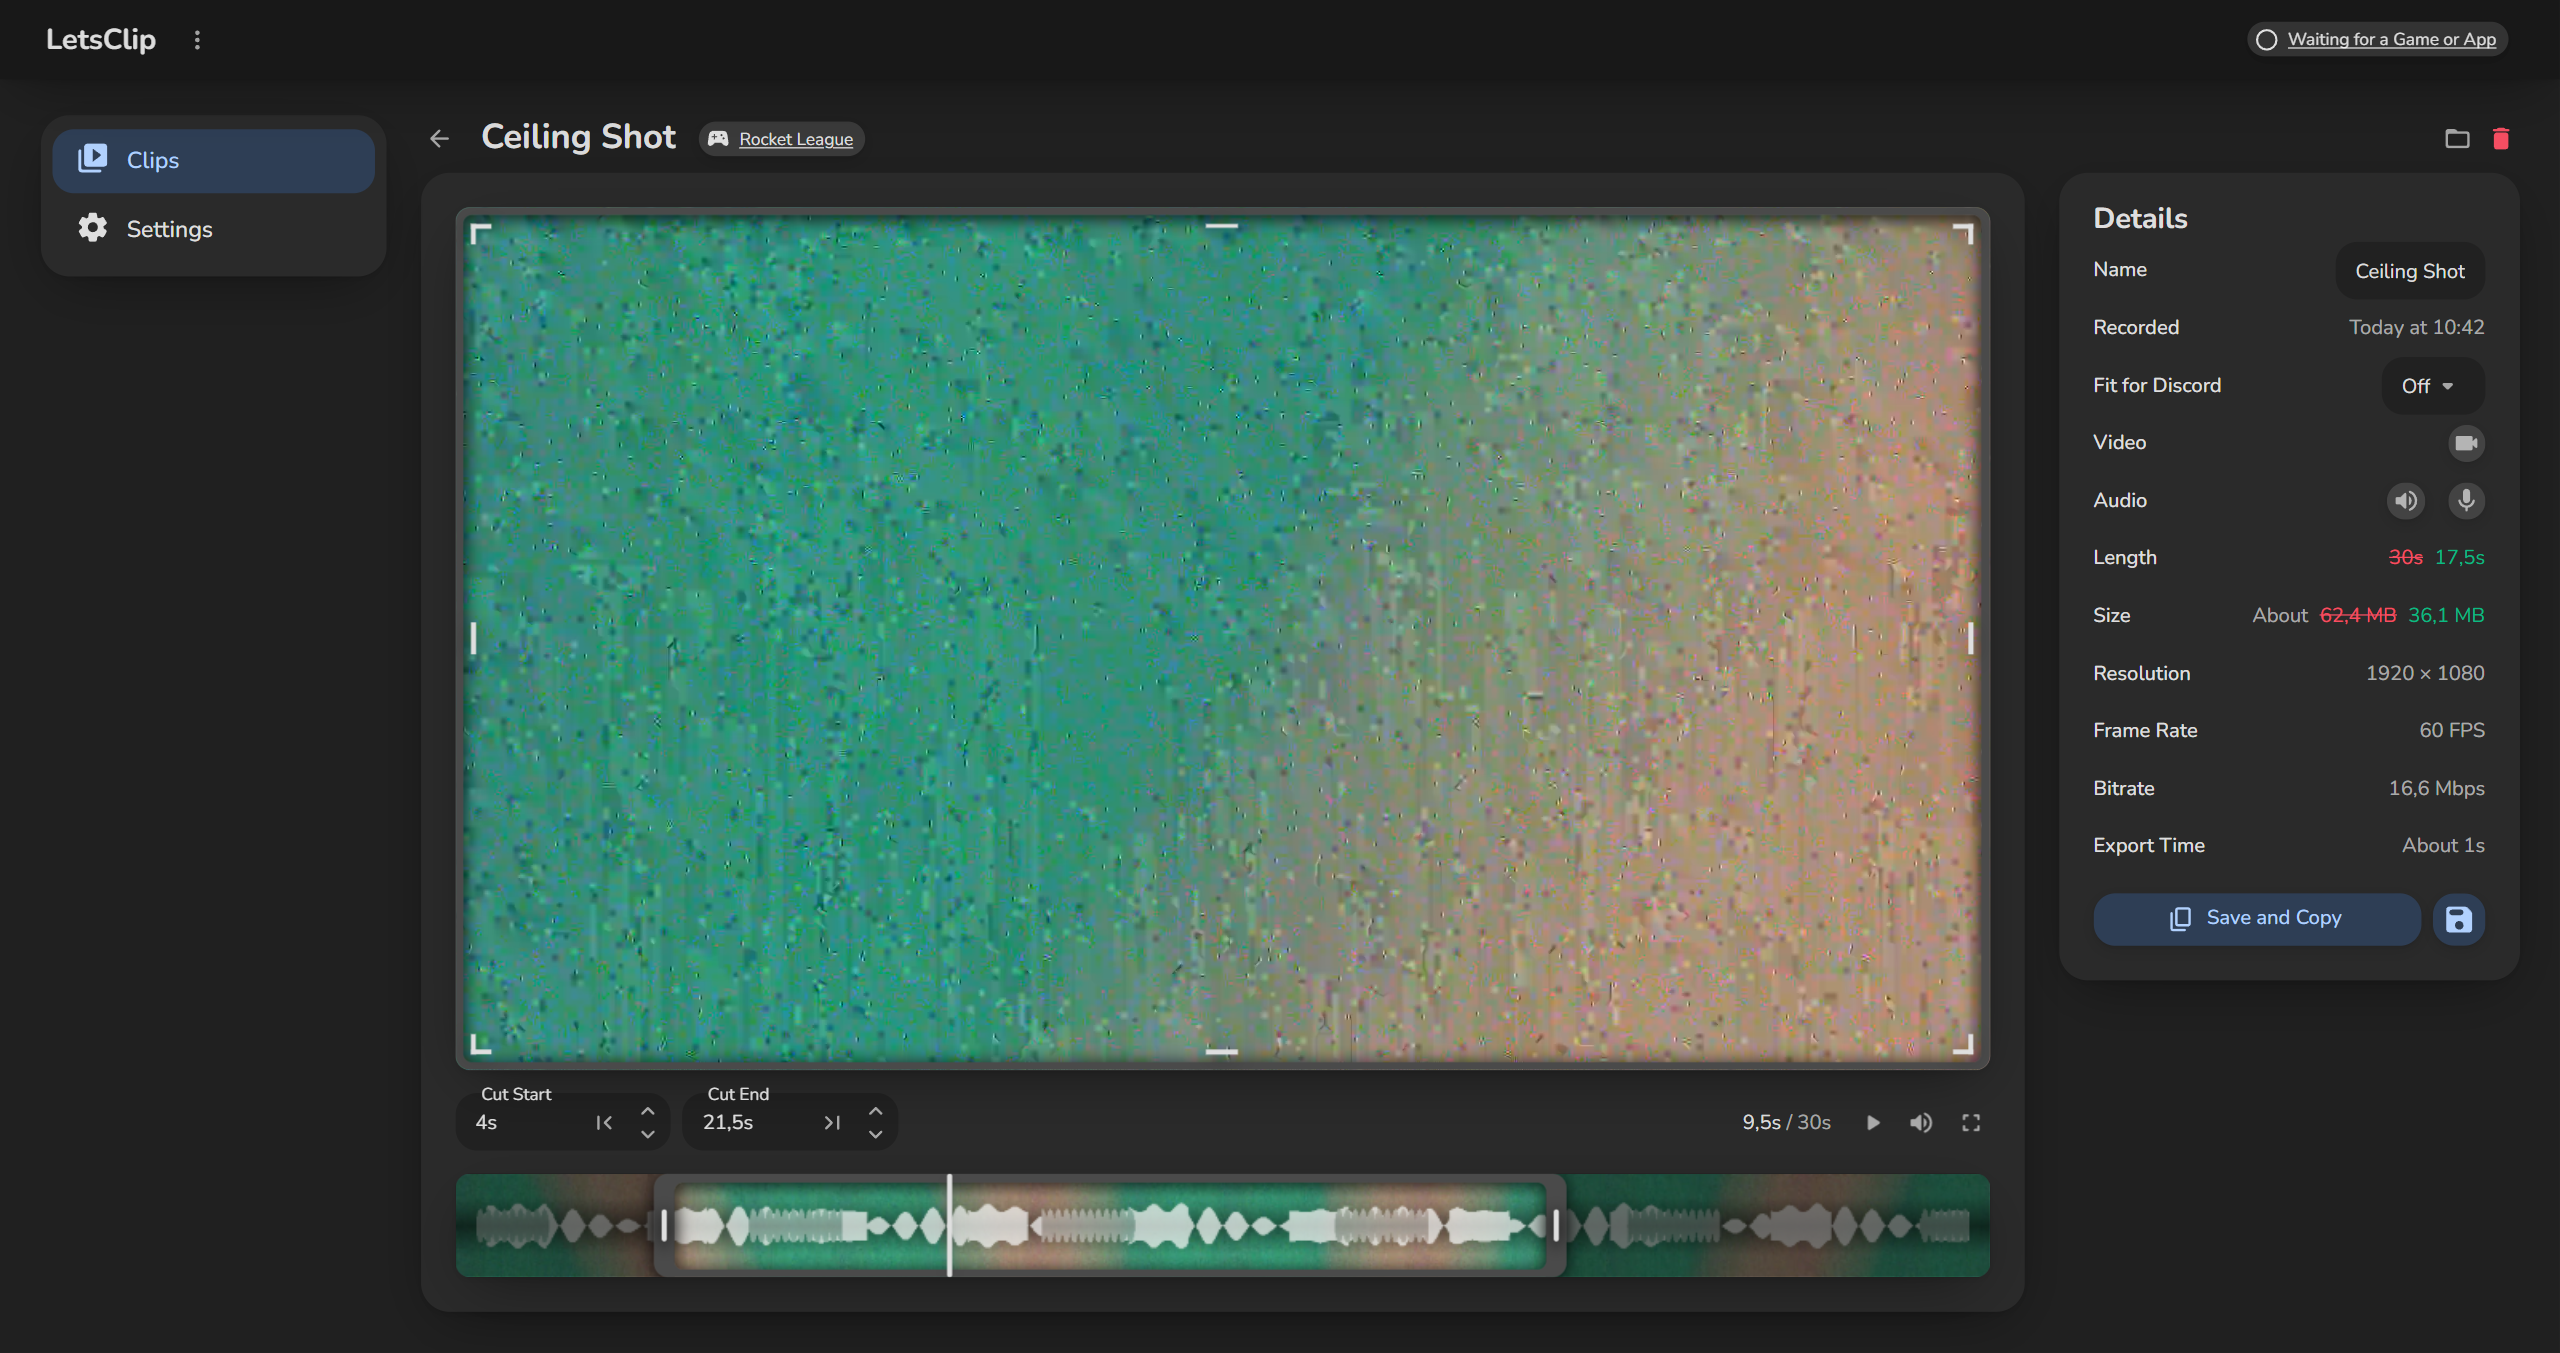 LetsClip
Waiting for a Game or App
Clips
Settings
Ceiling Shot
Rocket League
Details
Name Ceiling Shot
Recorded Today at 10:42
Fit for Discord Off
Video
Audio
Length 30s 17,5s
Size About 62,4 MB 36,1 MB
Resolution 1920 × 1080
Frame Rate 60 FPS
Bitrate 16,6 Mbps
Export Time About 1s
Save and Copy
Cut Start
4s
Cut End
21,5s
9,5s / 30s